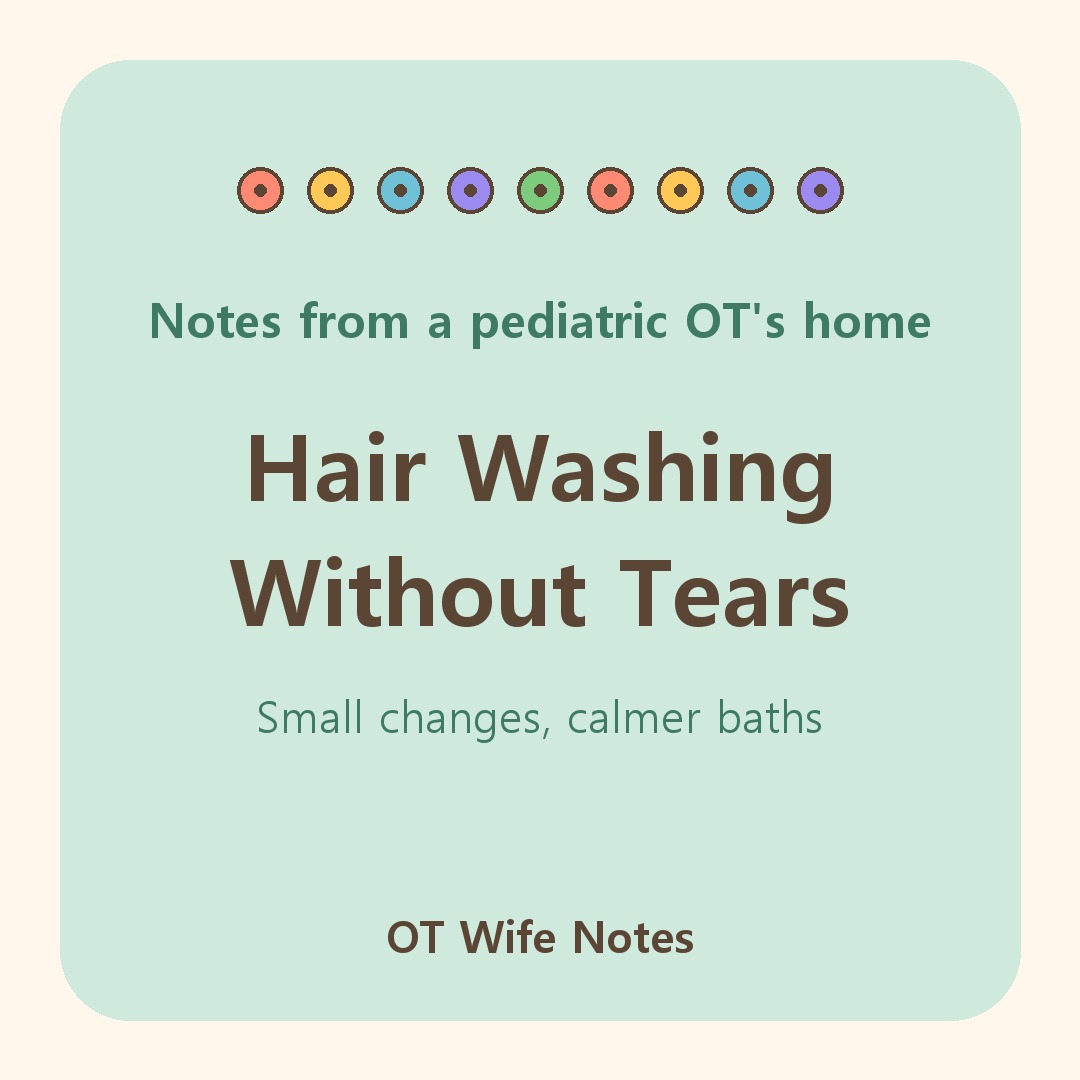 Notes from a pediatric OT's home
Hair Washing
Without Tears
Small changes, calmer baths
OT Wife Notes